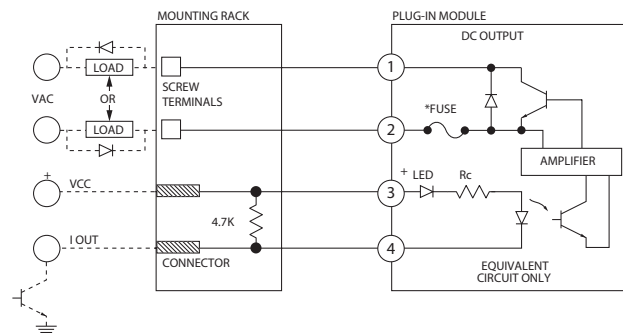 MOUNTING RACK
PLUG-IN MODULE
DC OUTPUT
LOAD
1
SCREW
TERMINALS
VAC
OR
*FUSE
LOAD
2
AMPLIFIER
+
VCC
+ LED
Rc
3
4.7K
I OUT
4
CONNECTOR
EQUIVALENT
CIRCUIT ONLY